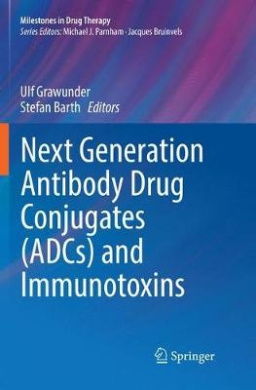 Milestones in Drug Therapy
Series Editors: Michael J. Parnham · Jacques Bruinvels
Ulf Grawunder
Stefan Barth Editors
Next Generation
Antibody Drug
Conjugates
(ADCs) and
Immunotoxins
Springer